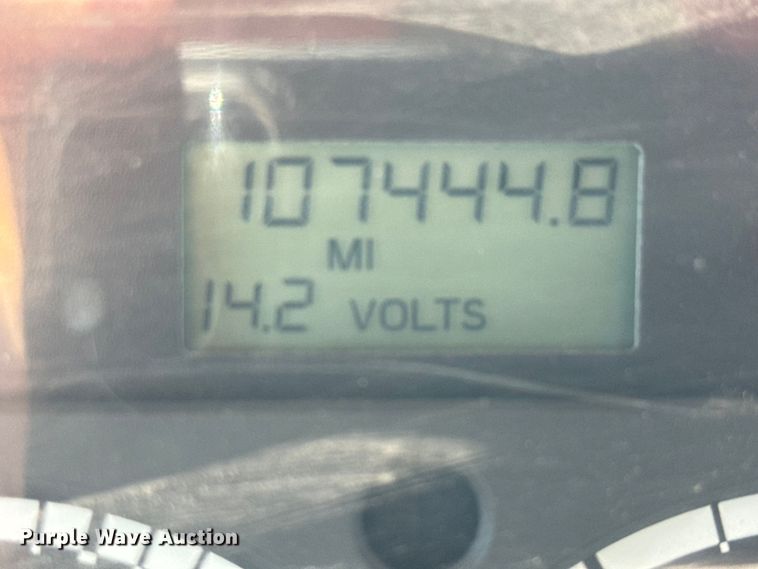 107444.8
MI
14.2 VOLTS
Purple Wave Auction